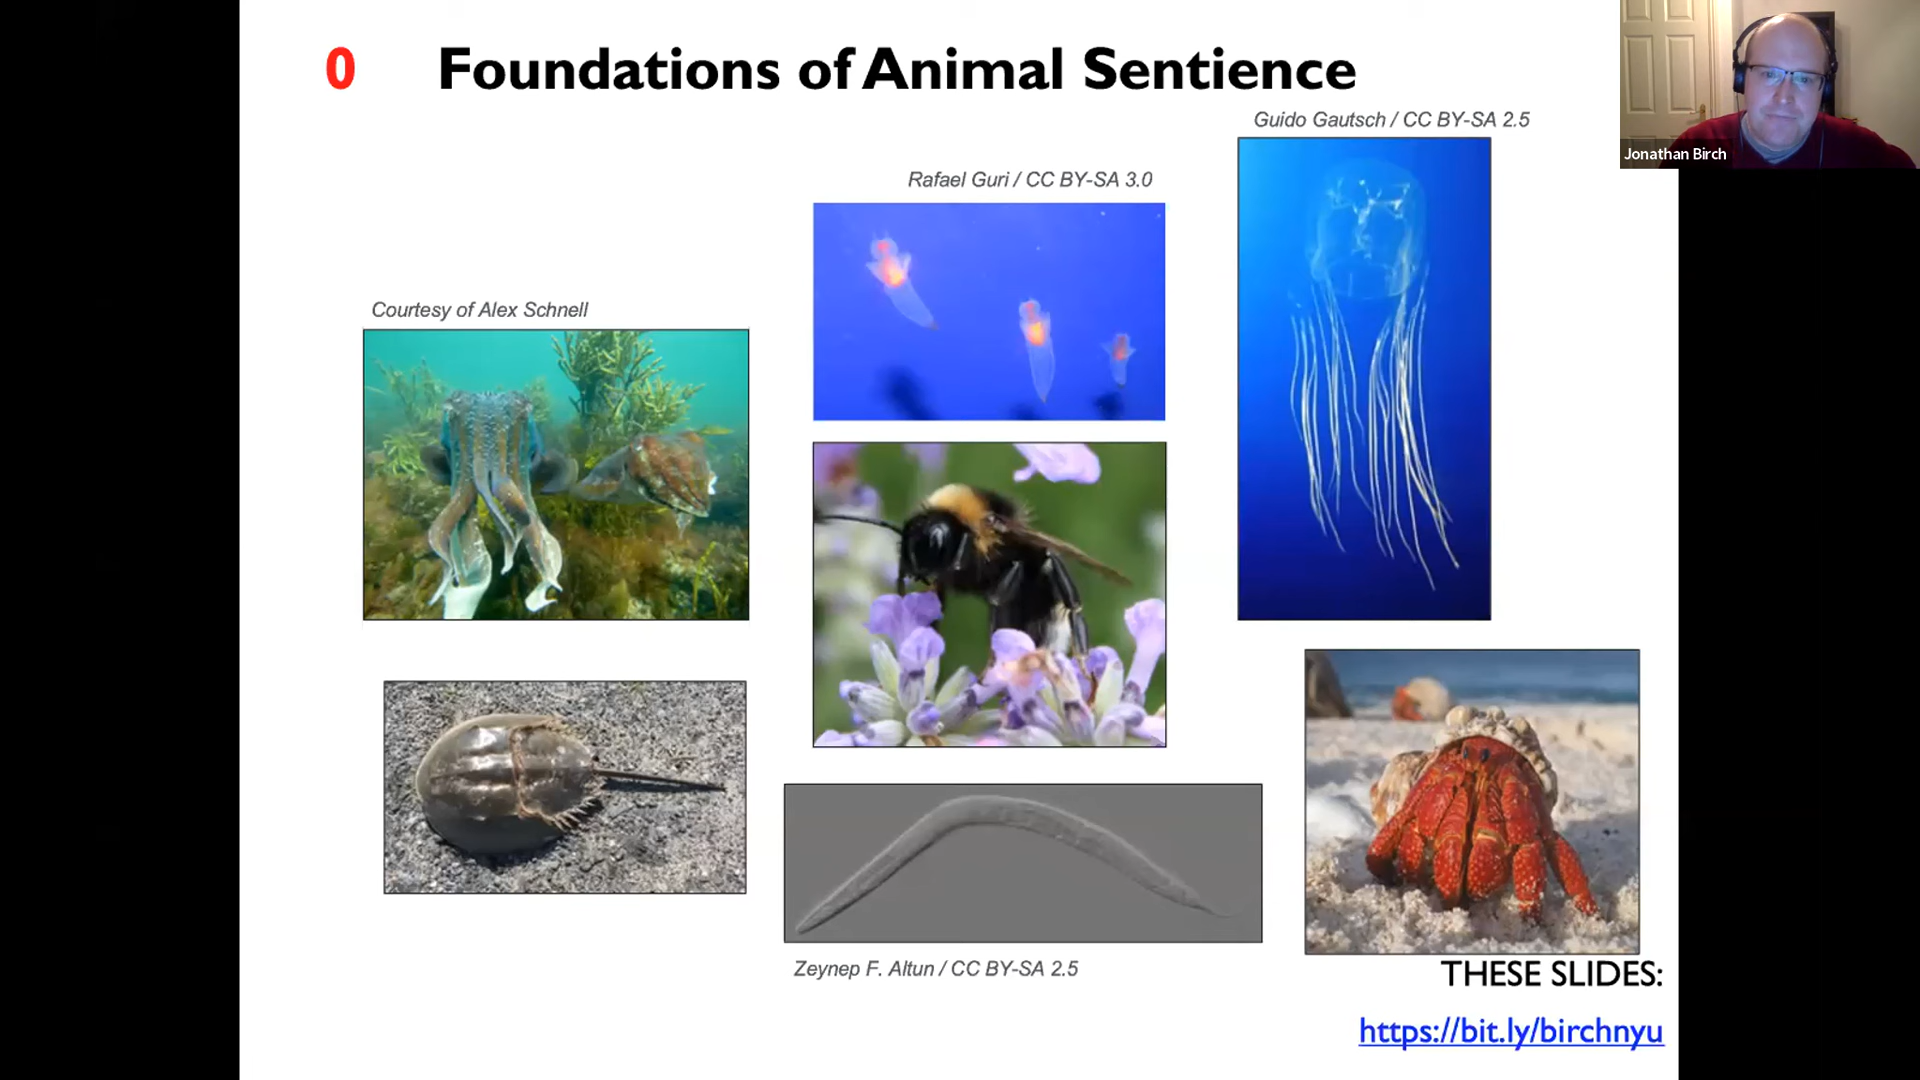 0 Foundations of Animal Sentience
Guido Gautsch / CC BY-SA 2.5
Jonathan Birch
Rafael Guri / CC BY-SA 3.0
Courtesy of Alex Schnell
Zeynep F. Altun / CC BY-SA 2.5
THESE SLIDES:
https://bit.ly/birchnyu